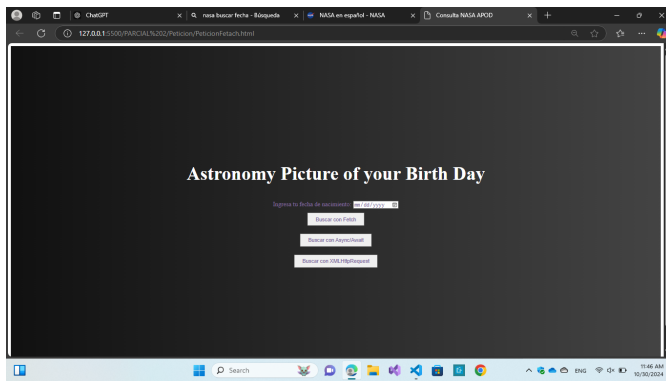 ChatGPT
nasa buscar fecha - Búsqueda
NASA en español - NASA
Consulta NASA APOD
127.0.0.1:5500/PARCIAL%202/Peticion/PeticionFetach.html
Astronomy Picture of your Birth Day
Ingresa tu fecha de nacimiento: mm/dd/yyyy
Buscar con Fetch
Buscar con Async/Await
Buscar con XMLHttpRequest
Search
ENG
11:46 AM
10/30/2024